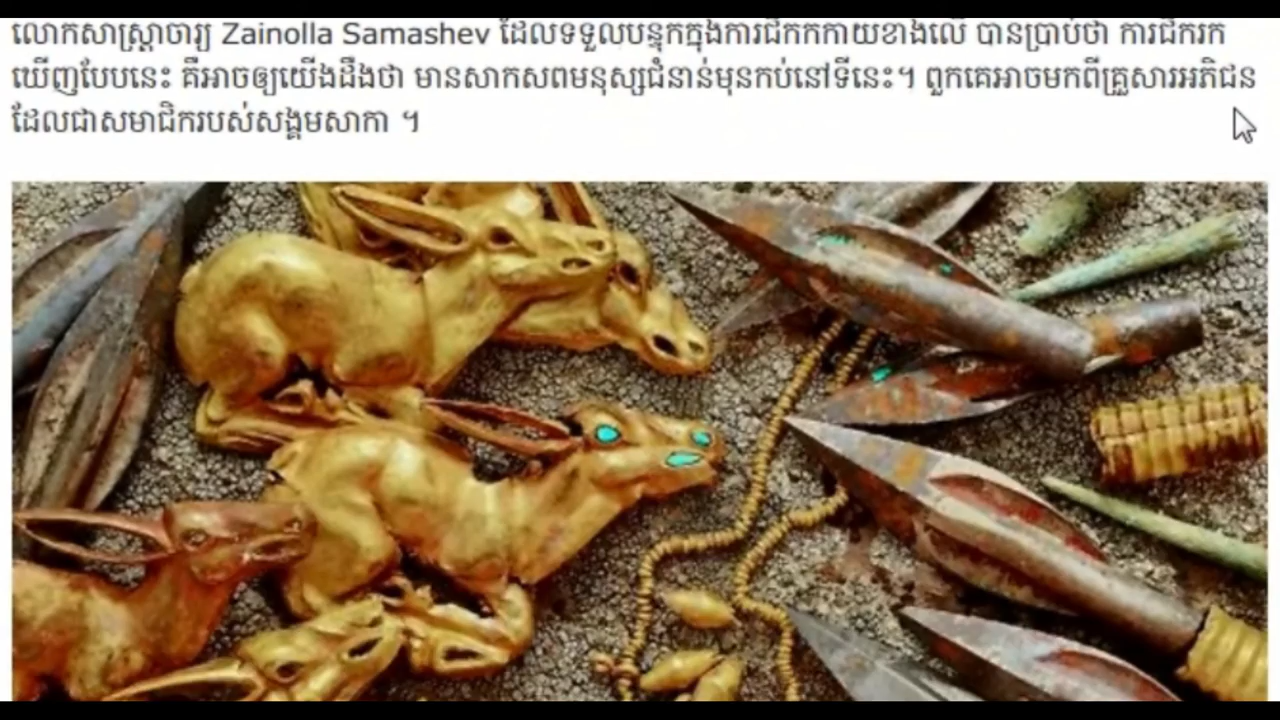 លោកសាស្ត្រាចារ្យ Zainolla Samashev ដែលទទួលបន្ទុកក្នុងការជីកកកាយខាងលើ បានប្រាប់ថា ការជីករក
ឃើញបែបនេះ គឺអាចឲ្យយើងដឹងថា មានសាកសពមនុស្សជំនាន់មុនកប់នៅទីនេះ។ ពួកគេអាចមកពីគ្រួសារអភិជន
ដែលជាសមាជិករបស់សង្គមសាកា ។